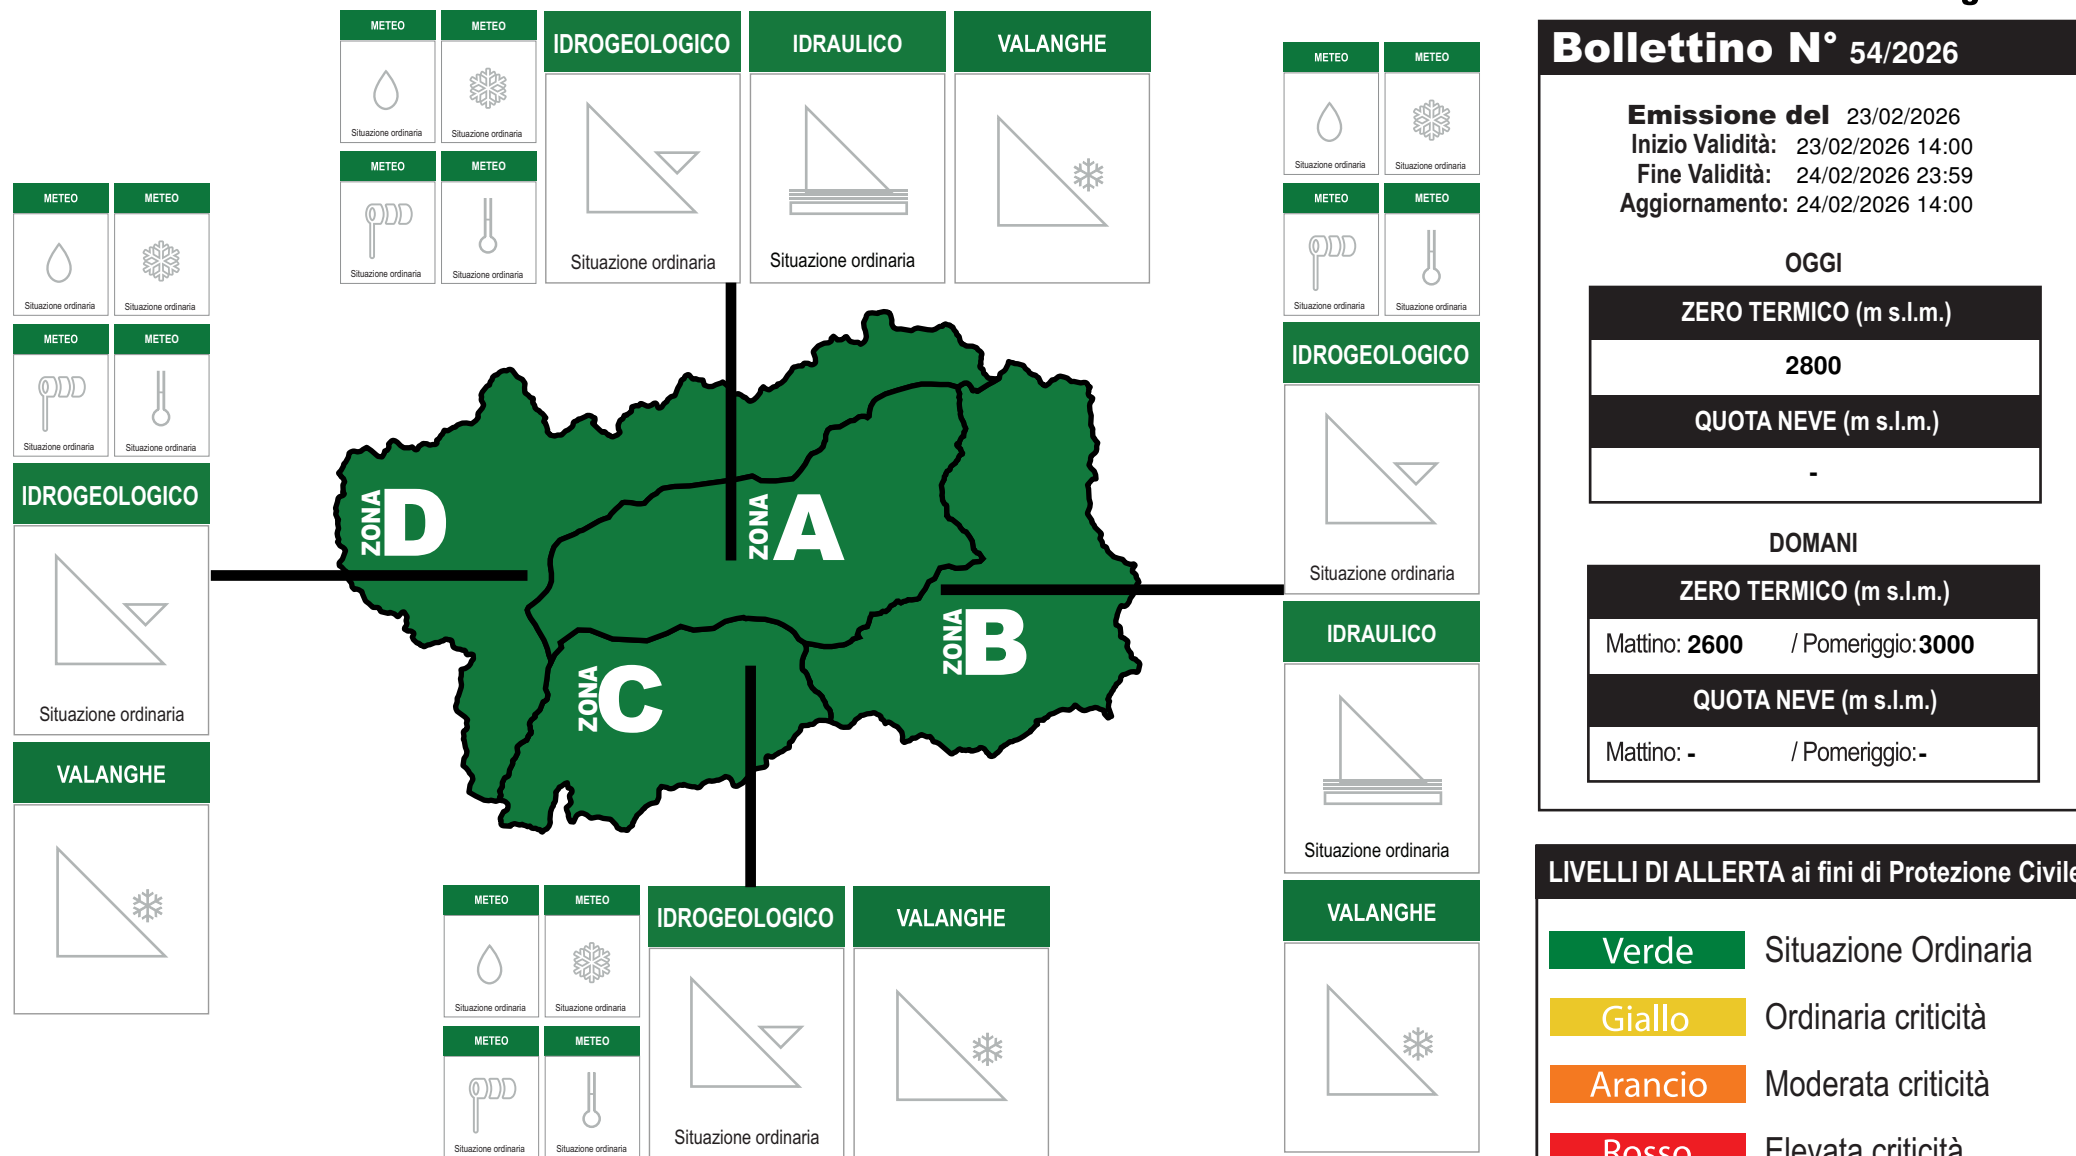 METEO
METEO
Situazione ordinaria
Situazione ordinaria
METEO
METEO
Situazione ordinaria
Situazione ordinaria
IDROGEOLOGICO
Situazione ordinaria
IDRAULICO
Situazione ordinaria
VALANGHE
METEO
METEO
Situazione ordinaria
Situazione ordinaria
METEO
METEO
Situazione ordinaria
Situazione ordinaria
IDROGEOLOGICO
Situazione ordinaria
VALANGHE
ZONA D
ZONA A
ZONA B
ZONA C
METEO
METEO
Situazione ordinaria
Situazione ordinaria
METEO
METEO
Situazione ordinaria
Situazione ordinaria
IDROGEOLOGICO
Situazione ordinaria
IDRAULICO
Situazione ordinaria
VALANGHE
METEO
METEO
Situazione ordinaria
Situazione ordinaria
METEO
METEO
Situazione ordinaria
Situazione ordinaria
IDROGEOLOGICO
Situazione ordinaria
VALANGHE
Bollettino N° 54/2026
Emissione del 23/02/2026
Inizio Validità: 23/02/2026 14:00
Fine Validità: 24/02/2026 23:59
Aggiornamento: 24/02/2026 14:00
OGGI
ZERO TERMICO (m s.l.m.)
2800
QUOTA NEVE (m s.l.m.)
-
DOMANI
ZERO TERMICO (m s.l.m.)
Mattino: 2600 / Pomeriggio: 3000
QUOTA NEVE (m s.l.m.)
Mattino: - / Pomeriggio: -
LIVELLI DI ALLERTA ai fini di Protezione Civile
Verde Situazione Ordinaria
Giallo Ordinaria criticità
Arancio Moderata criticità
Rosso Elevata criticità